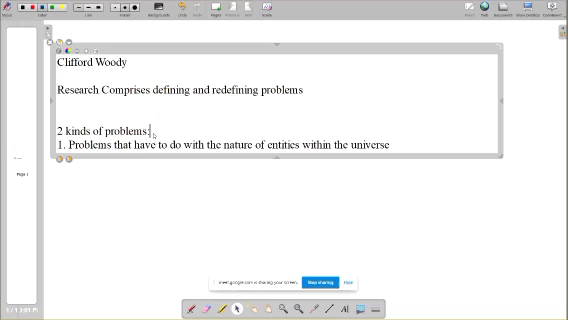 Clifford Woody
Research Comprises defining and redefining problems
2 kinds of problems:
1. Problems that have to do with the nature of entities within the universe
Page 1
meet.google.com is sharing your screen.
Stop sharing
Hide